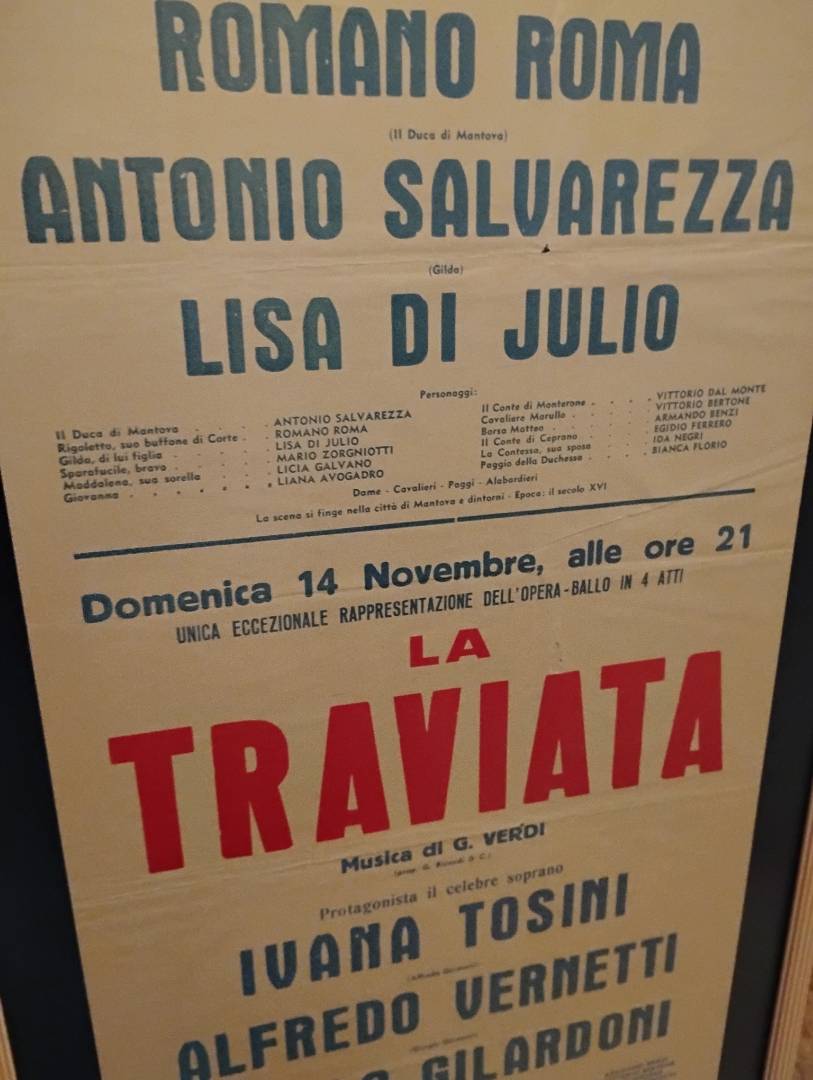 ROMANO ROMA
(Il Duca di Mantova)
ANTONIO SALVAREZZA
(Gilda)
LISA DI JULIO
Personaggi:
Il Duca di Mantova . . . . ANTONIO SALVAREZZA
Rigoletto, suo buffone di Corte . . ROMANO ROMA
Gilda, di lui figlia . . . . LISA DI JULIO
Sparafucile, bravo . . . . MARIO ZORGNIOTTI
Maddalena, sua sorella . . . LICIA GALVANO
Giovanna . . . . . . . LIANA AVOGADRO
Il Conte di Monterone . . . . VITTORIO DAL MONTE
Cavaliere Marullo . . . . VITTORIO BERTONE
Borsa Matteo . . . . . ARMANDO BENZI
Il Conte di Ceprano . . . . EGIDIO FERRERO
La Contessa, sua sposa . . . IDA NEGRI
Paggio della Duchessa . . . . BIANCA FLORIO
Dame - Cavalieri - Paggi - Alabardieri
La scena si finge nella città di Mantova e dintorni - Epoca: il secolo XVI
Domenica 14 Novembre, alle ore 21
UNICA ECCEZIONALE RAPPRESENTAZIONE DELL'OPERA-BALLO IN 4 ATTI
LA
TRAVIATA
Musica di G. VERDI
Protagonista il celebre soprano
IVANA TOSINI
ALFREDO VERNETTI
GILARDONI